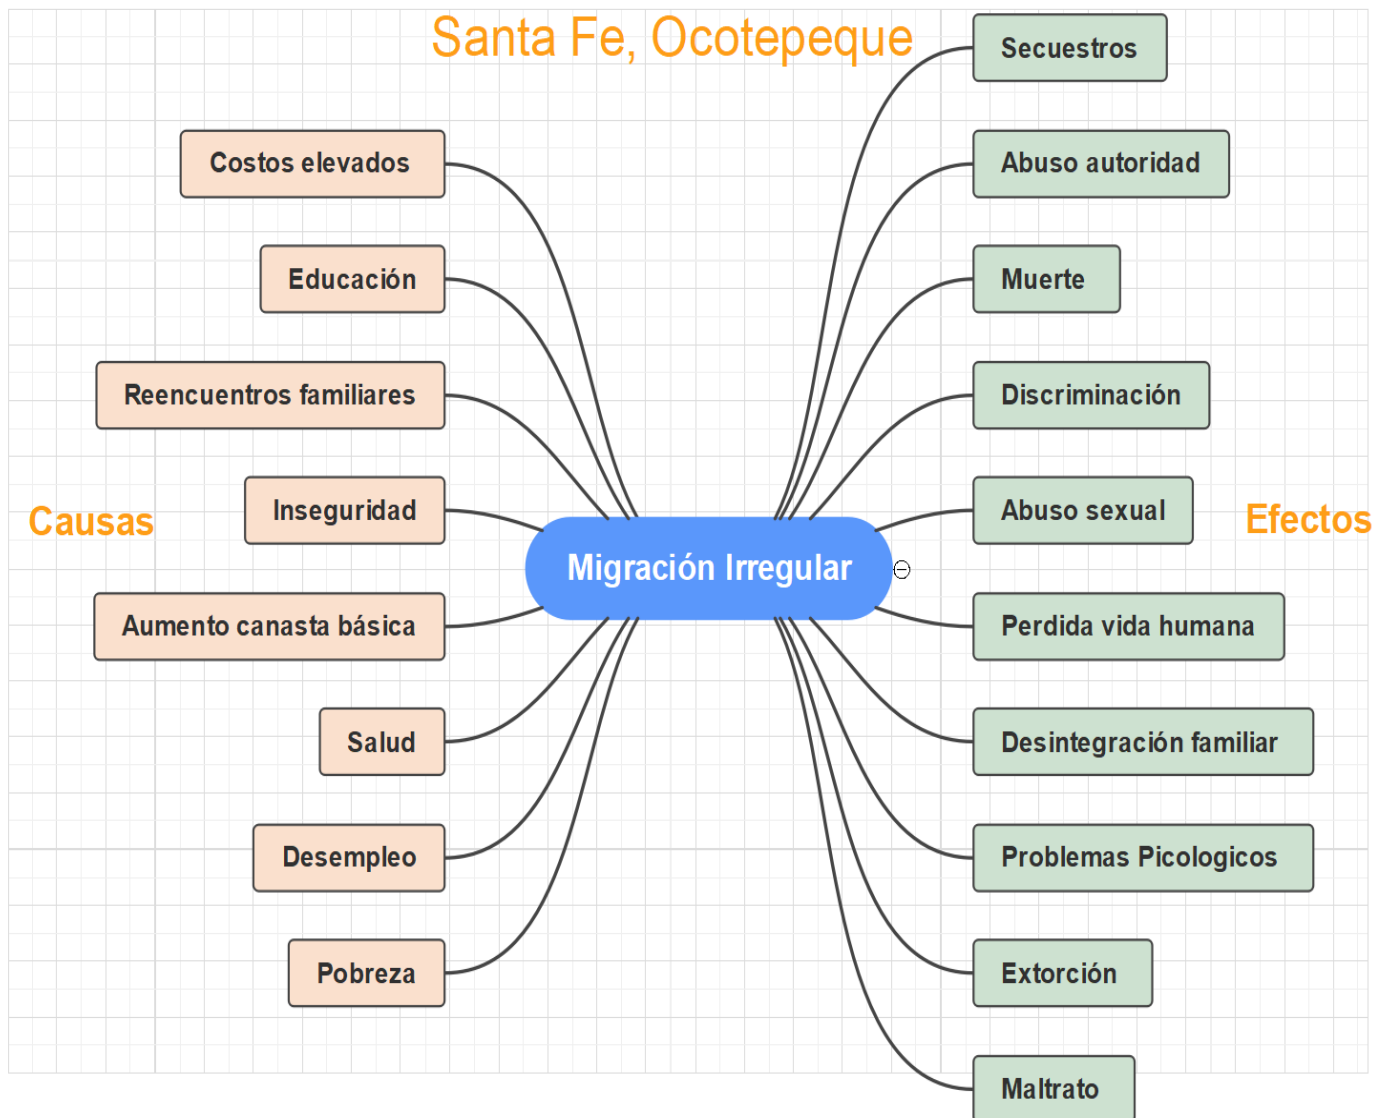 Santa Fe, Ocotepeque
Causas
Costos elevados
Educación
Reencuentros familiares
Inseguridad
Aumento canasta básica
Salud
Desempleo
Pobreza
Migración Irregular
Efectos
Secuestros
Abuso autoridad
Muerte
Discriminación
Abuso sexual
Perdida vida humana
Desintegración familiar
Problemas Picologicos
Extorción
Maltrato